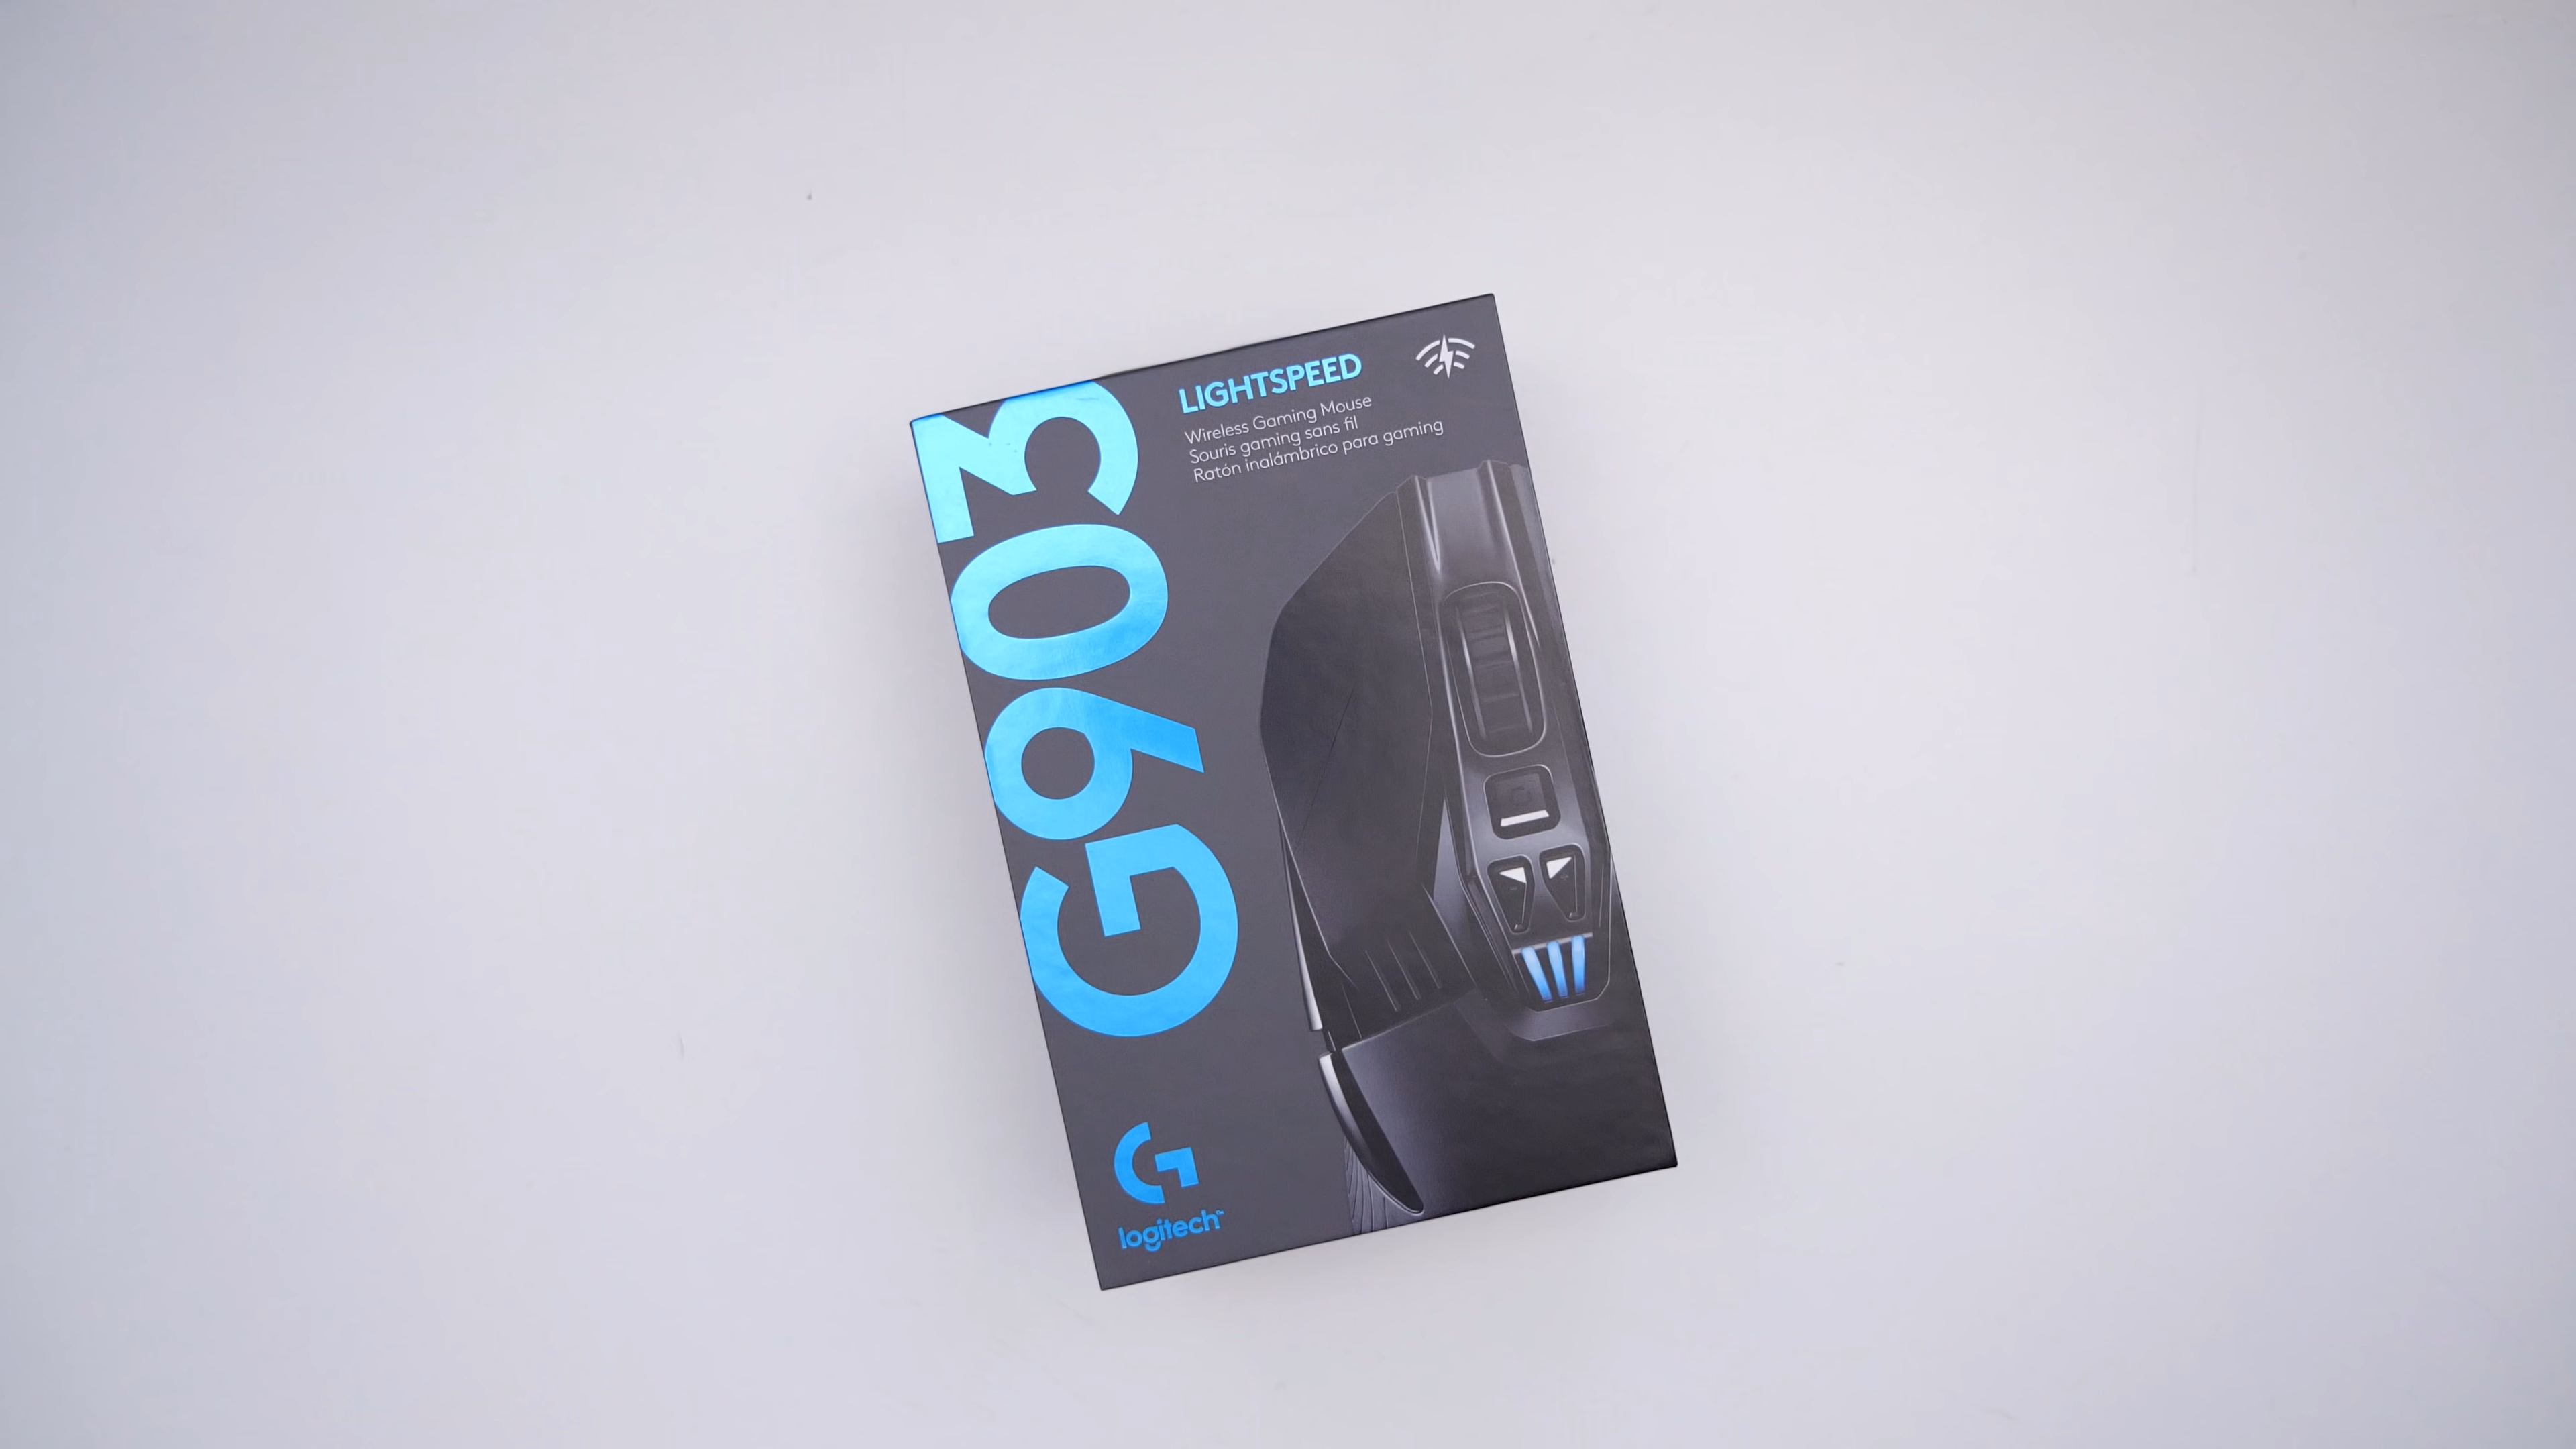 G903
LIGHTSPEED
Wireless Gaming Mouse
Souris gaming sans fil
Ratón inalámbrico para gaming
logitech